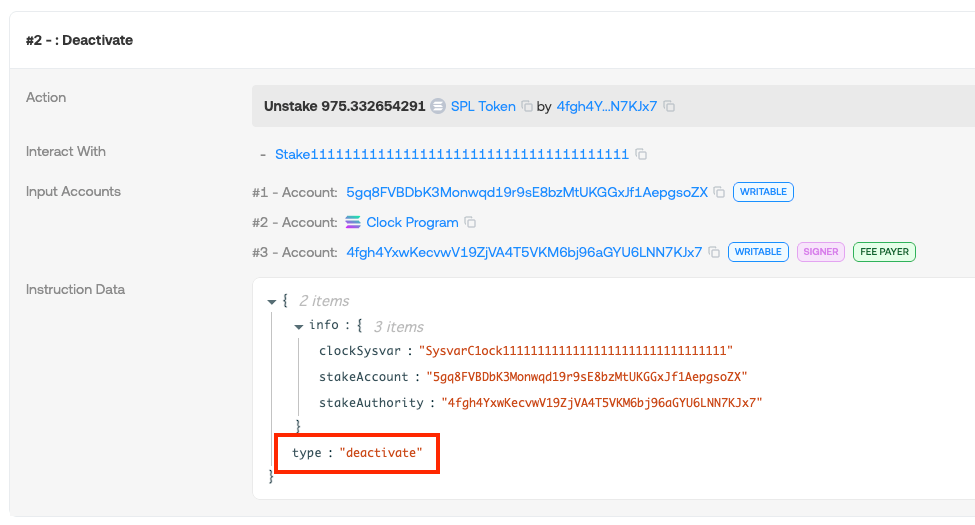 #2 - : Deactivate
Action
Unstake 975.332654291 SPL Token by 4fgh4Y...N7KJx7
Interact With
- Stake11111111111111111111111111111111111111
Input Accounts
#1 - Account: 5gq8FVBDbK3Monwqd19r9sE8bzMtUKGGxJf1AepgsoZX WRITABLE
#2 - Account: Clock Program
#3 - Account: 4fgh4YxwKecvwV19ZjVA4T5VKM6bj96aGYU6LNN7KJx7 WRITABLE SIGNER FEE PAYER
Instruction Data
{ 2 items
info : { 3 items
clockSysvar : "SysvarC1ock11111111111111111111111111111111"
stakeAccount : "5gq8FVBDbK3Monwqd19r9sE8bzMtUKGGxJf1AepgsoZX"
stakeAuthority : "4fgh4YxwKecvwV19ZjVA4T5VKM6bj96aGYU6LNN7KJx7"
}
type : "deactivate"
}